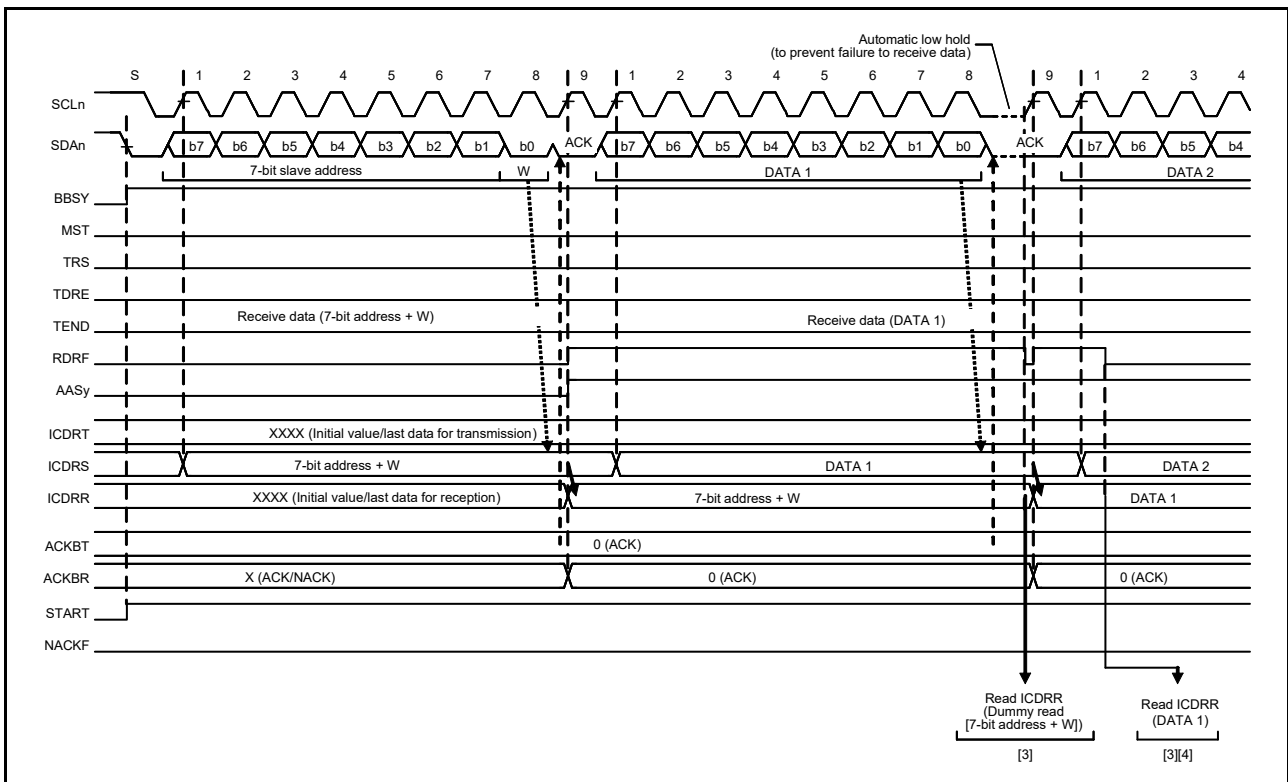 Automatic low hold
(to prevent failure to receive data)
S 1 2 3 4 5 6 7 8 9 1 2 3 4 5 6 7 8 9 1 2 3 4
SCLn
SDAn b7 b6 b5 b4 b3 b2 b1 b0 ACK b7 b6 b5 b4 b3 b2 b1 b0 ACK b7 b6 b5 b4
7-bit slave address W DATA 1 DATA 2
BBSY
MST
TRS
TDRE
Receive data (7-bit address + W) Receive data (DATA 1)
TEND
RDRF
AASy
ICDRT XXXX (Initial value/last data for transmission)
ICDRS 7-bit address + W DATA 1 DATA 2
ICDRR XXXX (Initial value/last data for reception) 7-bit address + W DATA 1
ACKBT 0 (ACK)
ACKBR X (ACK/NACK) 0 (ACK) 0 (ACK)
START
NACKF
Read ICDRR
(Dummy read
[7-bit address + W])
[3]
Read ICDRR
(DATA 1)
[3][4]